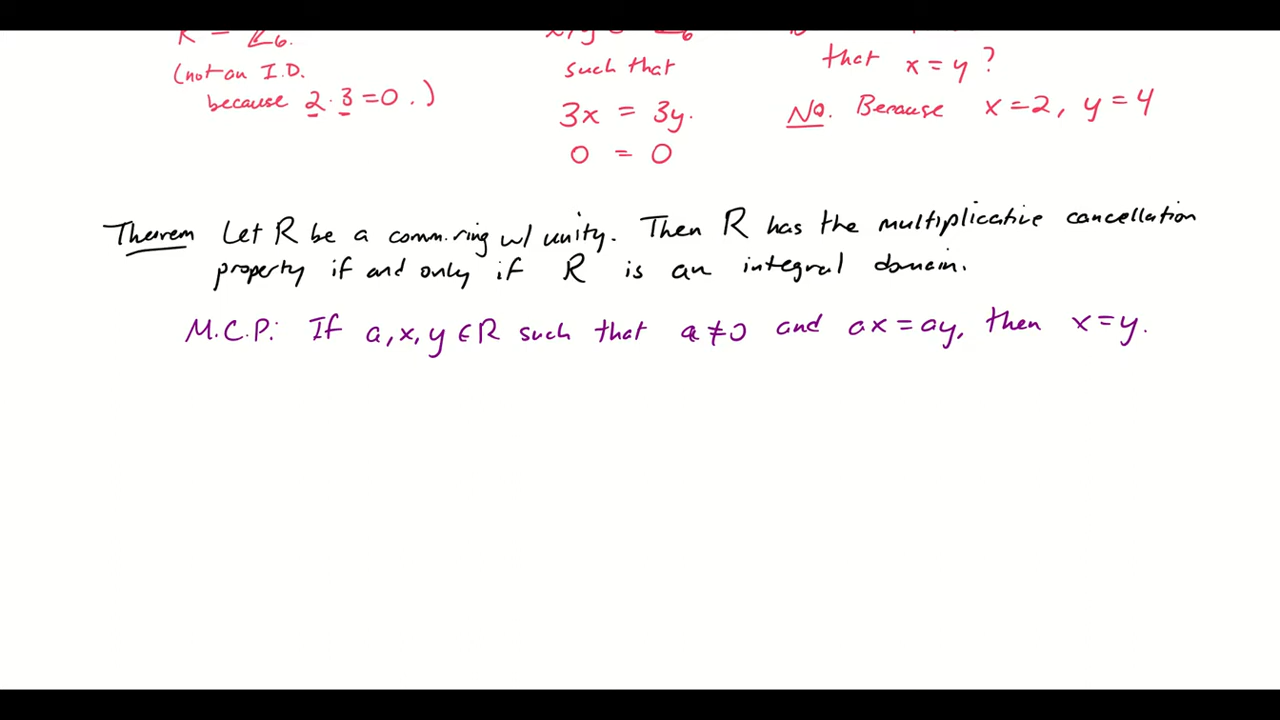 R = Z₆.
(not an I.D.
because 2·3=0.)
such that
3x = 3y.
0 = 0
that x = y?
No. Because x=2, y=4
Theorem Let R be a comm. ring w/ unity. Then R has the multiplicative cancellation
property if and only if R is an integral domain.
M.C.P: If a, x, y ∈ R such that a ≠ 0 and ax = ay, then x = y.